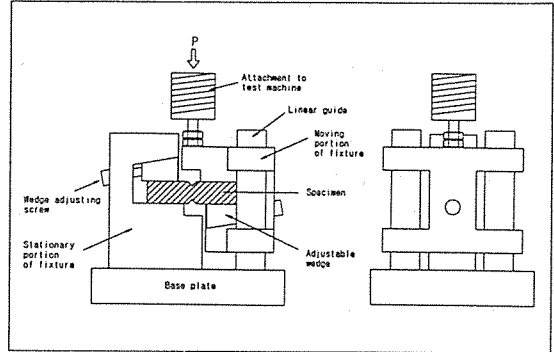 P
Attachment to
test machine
Linear guide
Moving portion
of fixture
Specimen
Wedge adjusting
screw
Stationary
portion
of fixture
Adjustable
wedge
Base plate